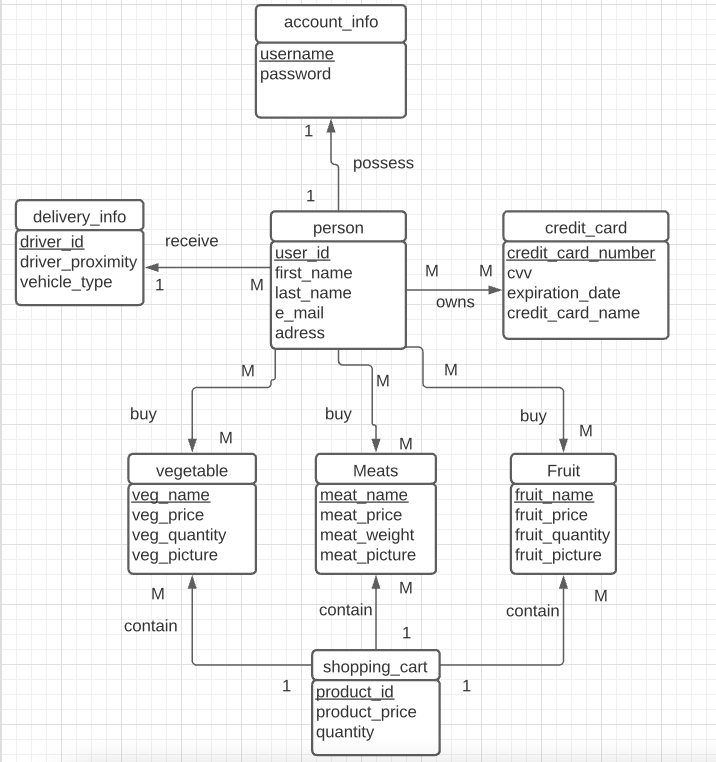 account_info
username
password
1
possess
1
delivery_info
driver_id
driver_proximity
vehicle_type
receive
1
M
person
user_id
first_name
last_name
e_mail
adress
M
M
owns
credit_card
credit_card_number
cvv
expiration_date
credit_card_name
M
buy
M
M
buy
M
M
buy
M
vegetable
veg_name
veg_price
veg_quantity
veg_picture
Meats
meat_name
meat_price
meat_weight
meat_picture
Fruit
fruit_name
fruit_price
fruit_quantity
fruit_picture
M
contain
1
M
contain
1
M
contain
1
shopping_cart
product_id
product_price
quantity